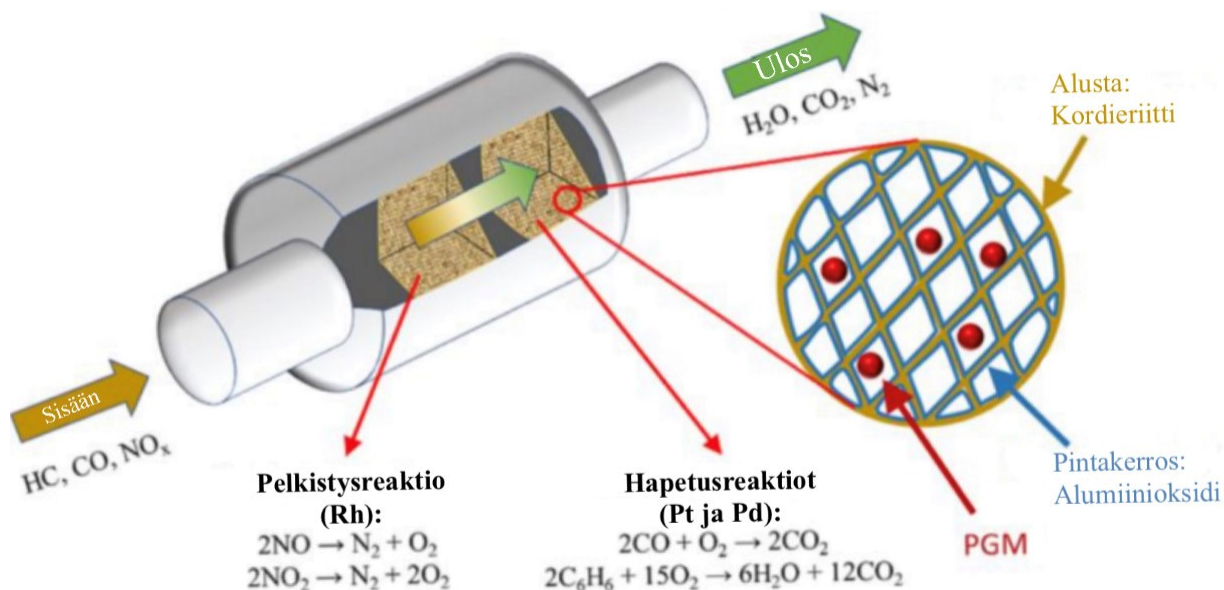 Ulos
H₂O, CO₂, N₂
Alusta:
Kordieriitti
Sisään
HC, CO, NOₓ
Pelkistysreaktio
(Rh):
2NO → N₂ + O₂
2NO₂ → N₂ + 2O₂
Hapetusreaktiot
(Pt ja Pd):
2CO + O₂ → 2CO₂
2C₆H₆ + 15O₂ → 6H₂O + 12CO₂
Pintakerros:
Alumiinioksidi
PGM